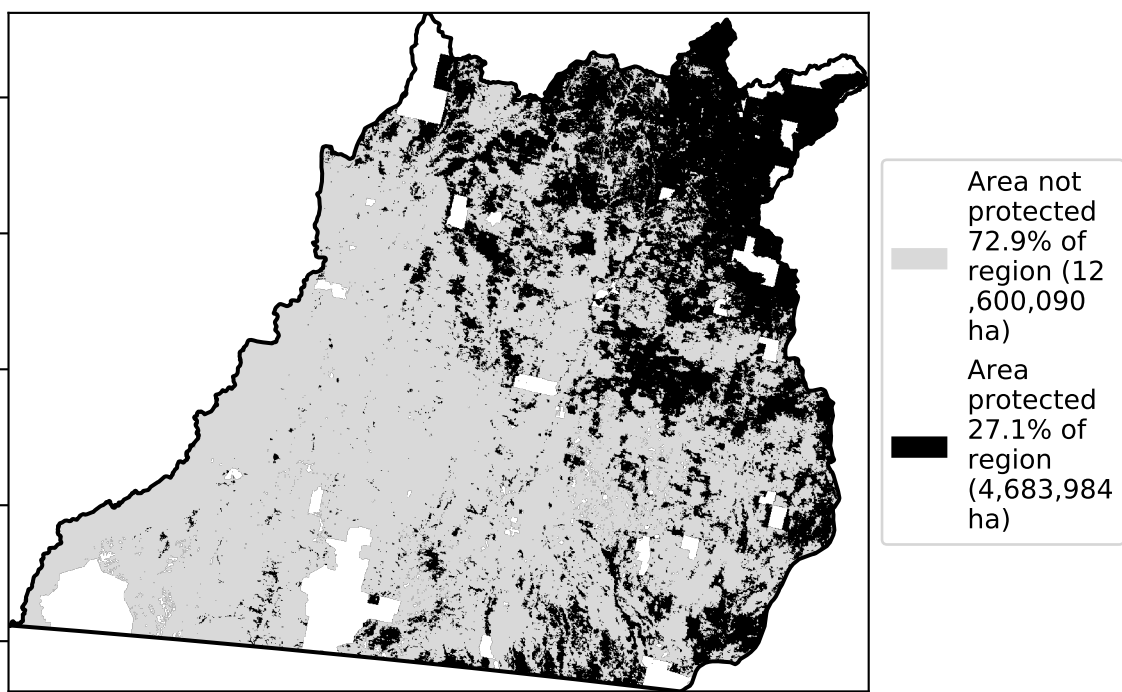 Area not
protected
72.9% of
region (12
,600,090
ha)
Area
protected
27.1% of
region
(4,683,984
ha)